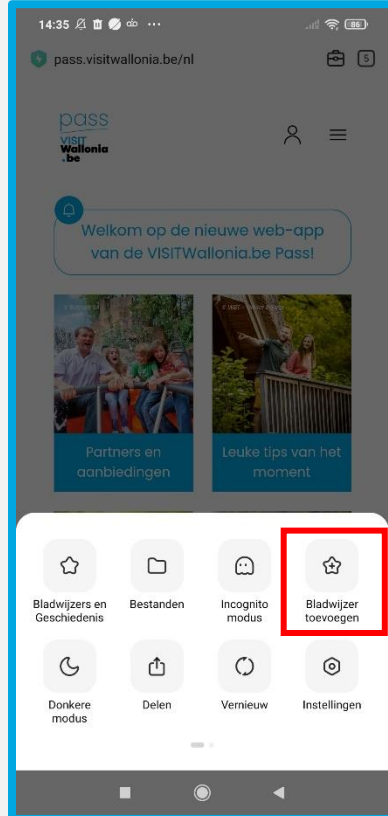 14:35
86
pass.visitwallonia.be/nl
5
pass
VISIT
Wallonia
.be
Welkom op de nieuwe web-app
van de VISITWallonia.be Pass!
Partners en
aanbiedingen
Leuke tips van het
moment
Bladwijzers en
Geschiedenis
Bestanden
Incognito
modus
Bladwijzer
toevoegen
Donkere
modus
Delen
Vernieuw
Instellingen